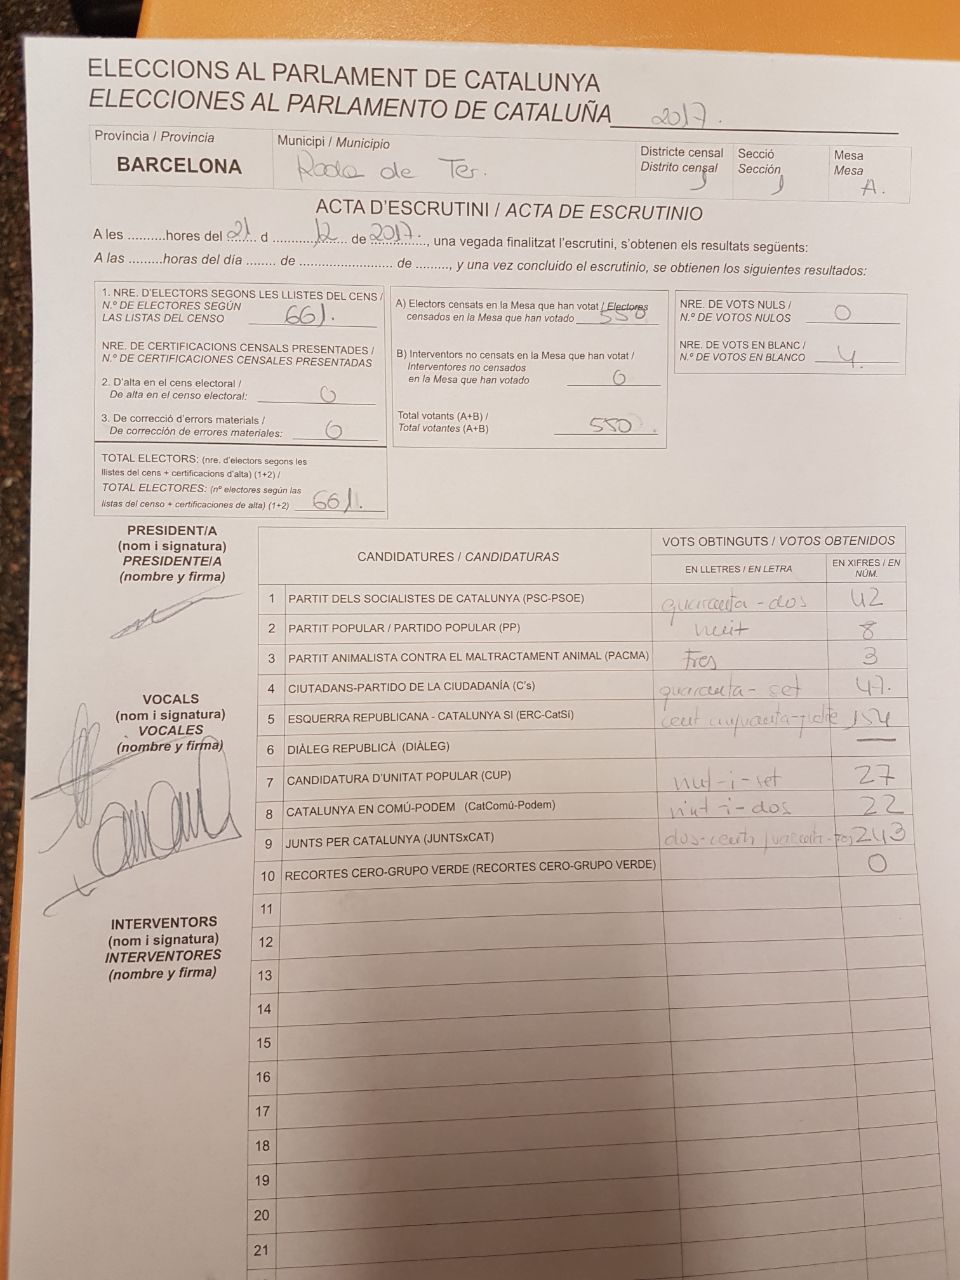 ELECCIONS AL PARLAMENT DE CATALUNYA
ELECCIONES AL PARLAMENTO DE CATALUÑA 2017.
Província / Provincia
BARCELONA
Municipi / Municipio
Roda de Ter.
Districte censal
Distrito censal
1
Secció
Sección
1
Mesa
Mesa
A.
ACTA D'ESCRUTINI / ACTA DE ESCRUTINIO
A les ..........hores del 21 d ........12........ de 2017, una vegada finalitzat l'escrutini, s'obtenen els resultats següents:
A las .........horas del día ........ de ......................... de ........., y una vez concluido el escrutinio, se obtienen los siguientes resultados:
1. NRE. D'ELECTORS SEGONS LES LLISTES DEL CENS /
N.º DE ELECTORES SEGÚN
LAS LISTAS DEL CENSO 661.
NRE. DE CERTIFICACIONS CENSALS PRESENTADES /
N.º DE CERTIFICACIONES CENSALES PRESENTADAS
2. D'alta en el cens electoral /
De alta en el censo electoral: 0
3. De correcció d'errors materials /
De corrección de errores materiales: 0
TOTAL ELECTORS: (nre. d'electors segons les
llistes del cens + certificacions d'alta) (1+2) /
TOTAL ELECTORES: (nº electores según las
listas del censo + certificaciones de alta) (1+2) 661.
A) Electors censats en la Mesa que han votat / Electores
censados en la Mesa que han votado 550
B) Interventors no censats en la Mesa que han votat /
Interventores no censados
en la Mesa que han votado 0
Total votants (A+B) /
Total votantes (A+B) 550.
NRE. DE VOTS NULS /
N.º DE VOTOS NULOS 0
NRE. DE VOTS EN BLANC /
N.º DE VOTOS EN BLANCO 4.
PRESIDENT/A
(nom i signatura)
PRESIDENTE/A
(nombre y firma)
VOCALS
(nom i signatura)
VOCALES
(nombre y firma)
INTERVENTORS
(nom i signatura)
INTERVENTORES
(nombre y firma)
CANDIDATURES / CANDIDATURAS
VOTS OBTINGUTS / VOTOS OBTENIDOS
EN LLETRES / EN LETRA
EN XIFRES / EN NÚM.
1 PARTIT DELS SOCIALISTES DE CATALUNYA (PSC-PSOE) quaranta-dos 42
2 PARTIT POPULAR / PARTIDO POPULAR (PP) vuit 8
3 PARTIT ANIMALISTA CONTRA EL MALTRACTAMENT ANIMAL (PACMA) Tres 3
4 CIUTADANS-PARTIDO DE LA CIUDADANÍA (C's) quaranta-set 47.
5 ESQUERRA REPUBLICANA - CATALUNYA SI (ERC-CatSí) cent cinquanta-quatre 154
6 DIÀLEG REPUBLICÀ (DIÀLEG) —
7 CANDIDATURA D'UNITAT POPULAR (CUP) vint-i-set 27
8 CATALUNYA EN COMÚ-PODEM (CatComú-Podem) vint-i-dos 22
9 JUNTS PER CATALUNYA (JUNTSxCAT) dos-cents 243
10 RECORTES CERO-GRUPO VERDE (RECORTES CERO-GRUPO VERDE) 0
11
12
13
14
15
16
17
18
19
20
21